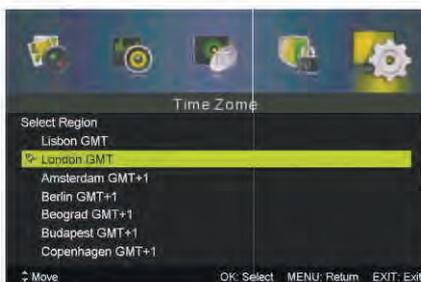 Time Zome
Select Region
Lisbon GMT
London GMT
Amsterdam GMT+1
Berlin GMT+1
Beograd GMT+1
Budapest GMT+1
Copenhagen GMT+1
Move OK: Select MENU: Return EXIT: Exit